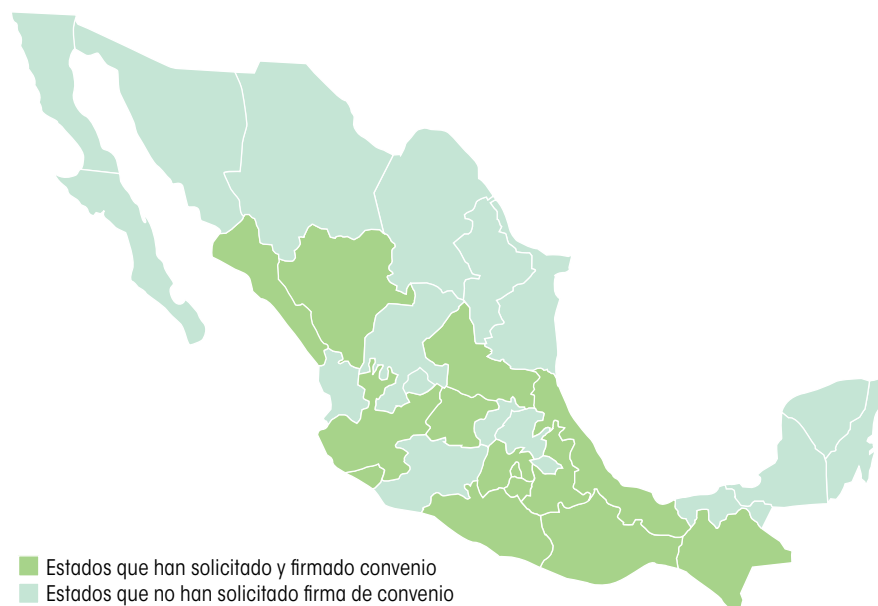 Estados que han solicitado y firmado convenio
Estados que no han solicitado firma de convenio